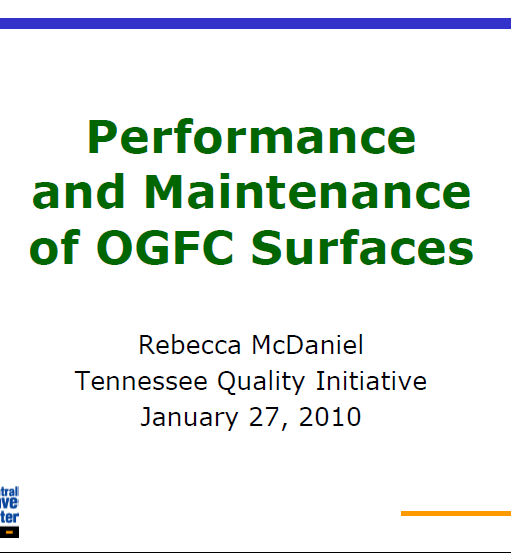 Performance
and Maintenance
of OGFC Surfaces
Rebecca McDaniel
Tennessee Quality Initiative
January 27, 2010